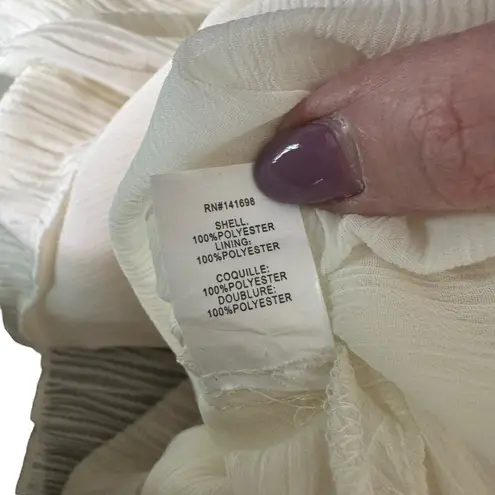 RN#141698
SHELL:
100%POLYESTER
LINING:
100%POLYESTER
COQUILLE:
100%POLYESTER
DOUBLURE:
100%POLYESTER